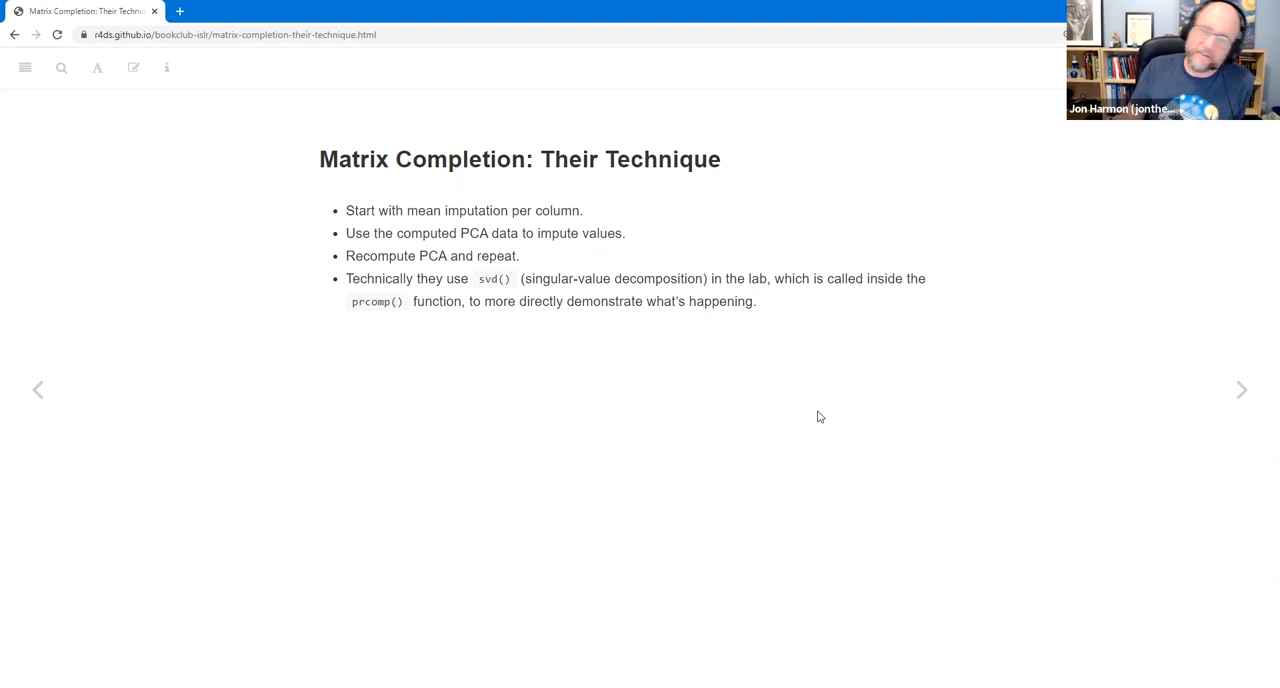 Matrix Completion: Their Techniq
r4ds.github.io/bookclub-islr/matrix-completion-their-technique.html
Jon Harmon (jonthe...
Matrix Completion: Their Technique
• Start with mean imputation per column.
• Use the computed PCA data to impute values.
• Recompute PCA and repeat.
• Technically they use svd() (singular-value decomposition) in the lab, which is called inside the
prcomp() function, to more directly demonstrate what's happening.